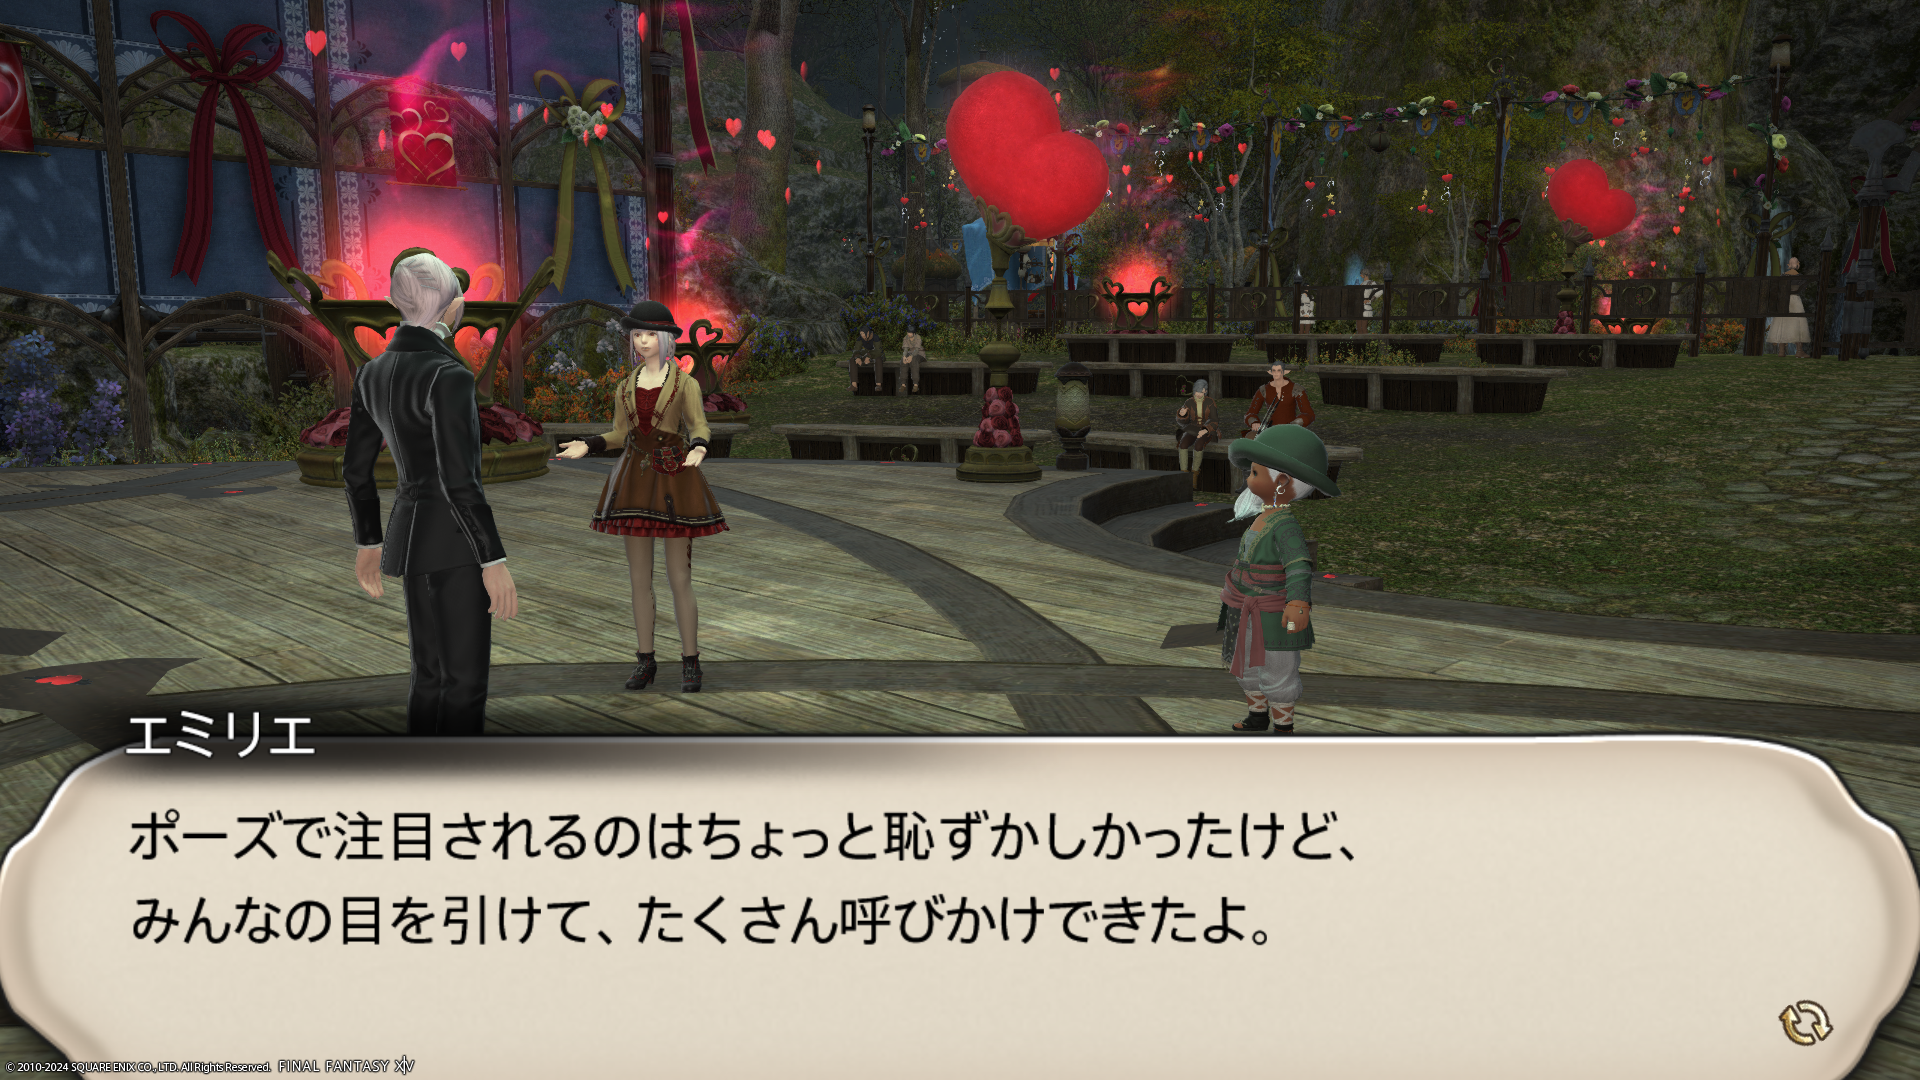 エミリエ
ポーズで注目されるのはちょっと恥ずかしかったけど、
みんなの目を引けて、たくさん呼びかけできたよ。
© 2010-2024 SQUARE ENIX CO., LTD. All Rights Reserved. FINAL FANTASY XIV